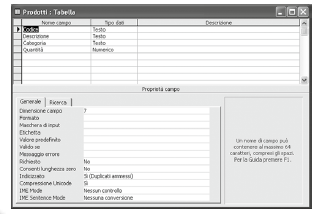 Prodotti : Tabella
Nome campo Tipo dati Descrizione
Codice Testo
Descrizione Testo
Categoria Testo
Quantità Numerico
Proprietà campo
Generale Ricerca
Dimensione campo 7
Formato
Maschera di input
Etichetta
Valore predefinito
Valido se
Messaggio errore
Richiesto No
Consenti lunghezza zero No
Indicizzato Sì (Duplicati ammessi)
Compressione Unicode Sì
IME Mode Nessun controllo
IME Sentence Mode Nessuna conversione
Un nome di campo può
contenere al massimo 64
caratteri, compresi gli spazi.
Per la Guida premere F1.